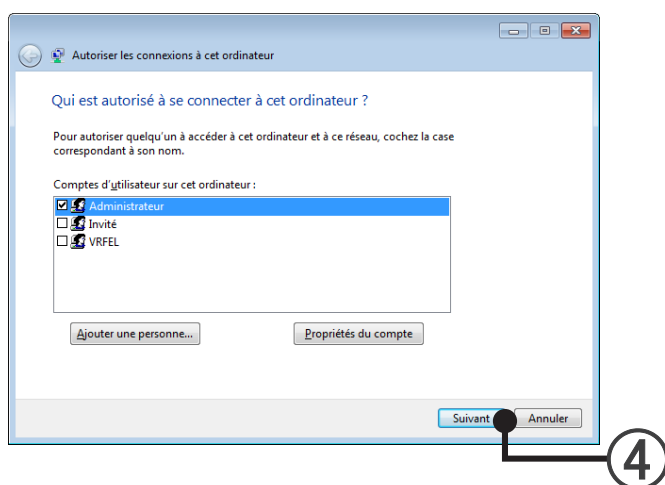 Autoriser les connexions à cet ordinateur
Qui est autorisé à se connecter à cet ordinateur ?
Pour autoriser quelqu'un à accéder à cet ordinateur et à ce réseau, cochez la case
correspondant à son nom.
Comptes d'utilisateur sur cet ordinateur :
Administrateur
Invité
VRFEL
Ajouter une personne...
Propriétés du compte
Suivant
Annuler
4